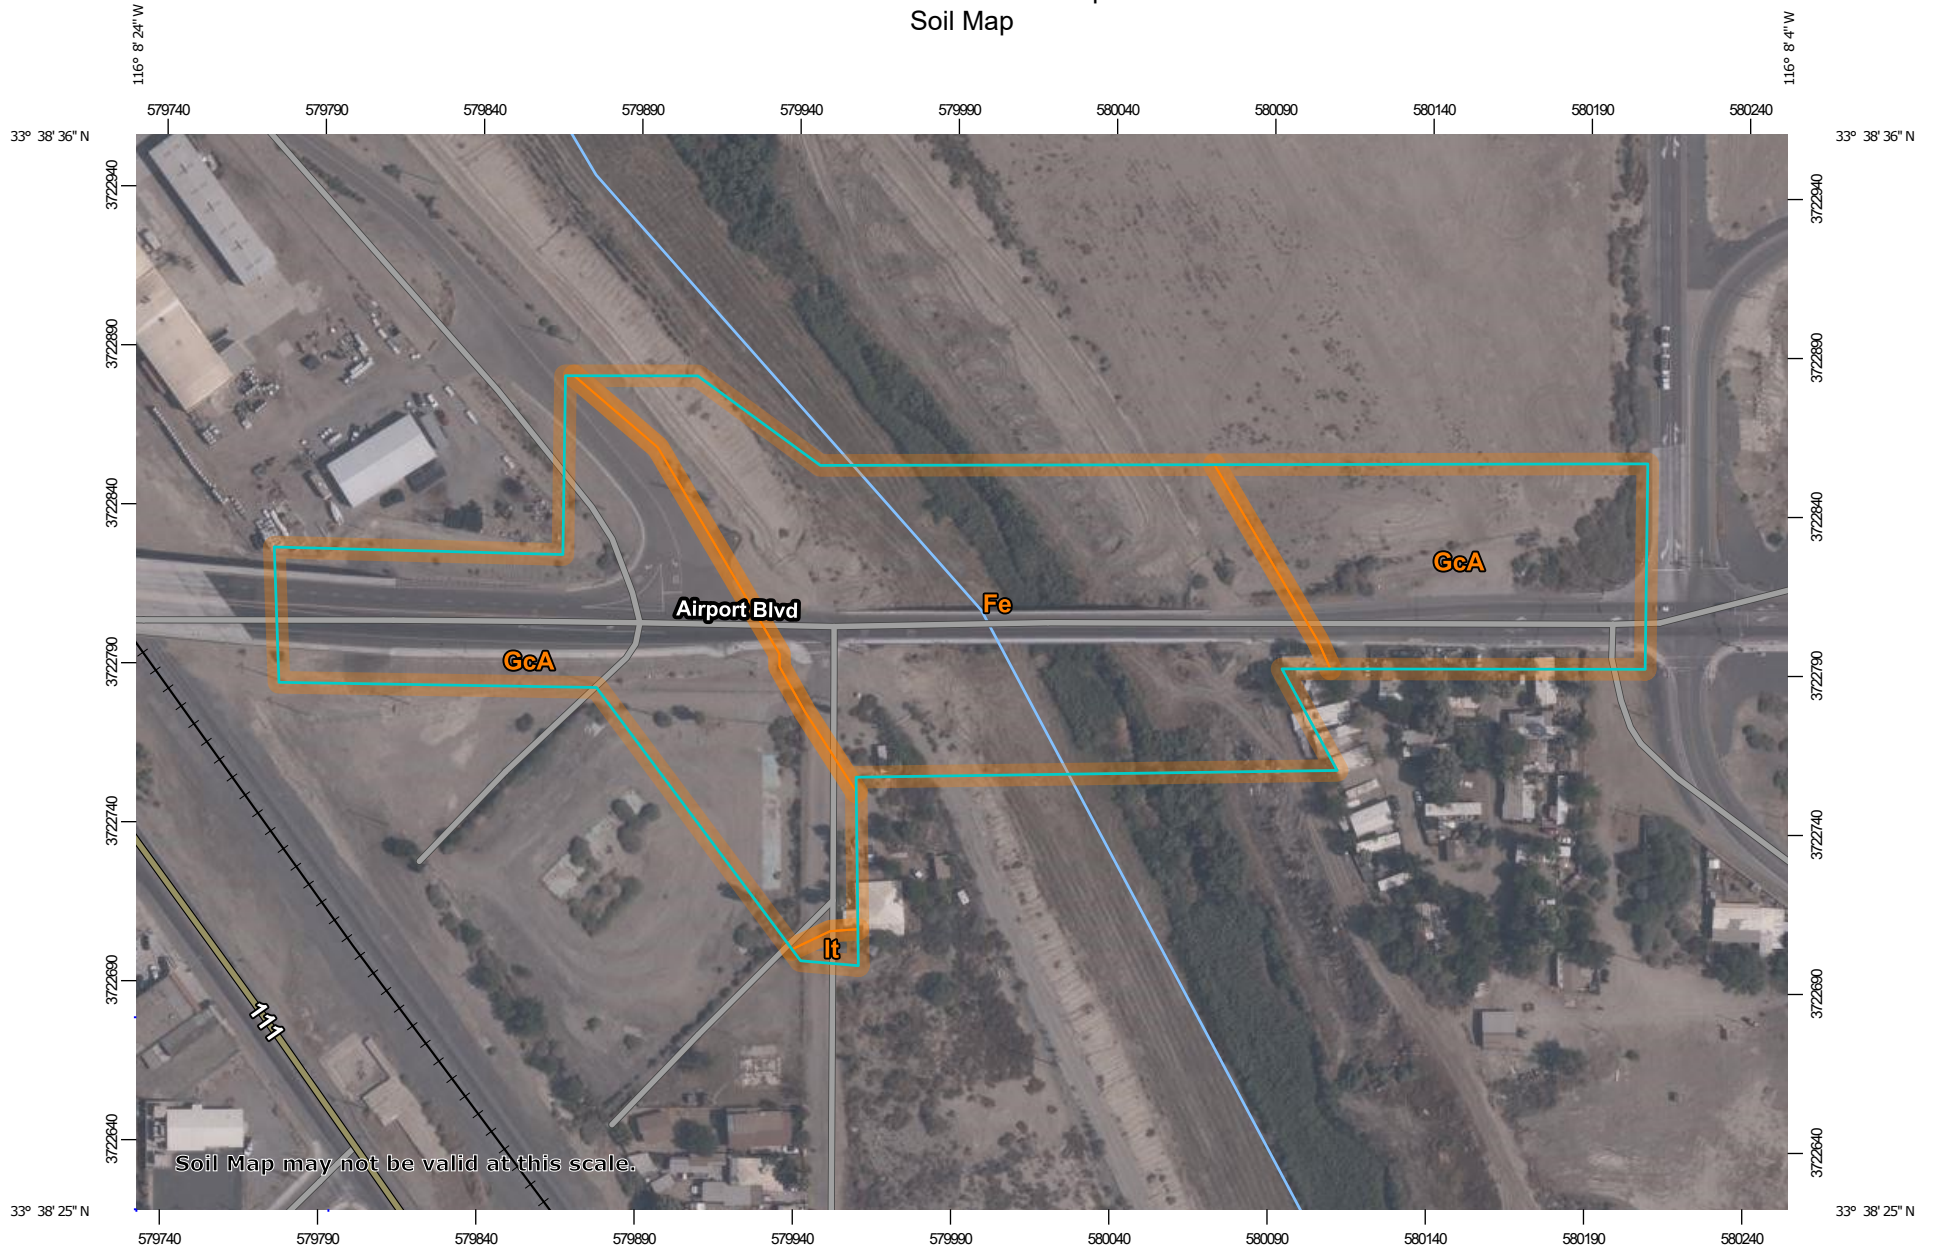 Soil Map
116° 8' 24" W
116° 8' 4" W
579740 579790 579840 579890 579940 579990 580040 580090 580140 580190 580240
33° 38' 36" N
33° 38' 36" N
3722940
3722940
3722890
3722890
3722840
3722840
GcA
Fe
Airport Blvd
GcA
3722790
3722790
3722740
3722740
It
3722690
3722690
111
3722640
3722640
Soil Map may not be valid at this scale.
33° 38' 25" N
33° 38' 25" N
579740 579790 579840 579890 579940 579990 580040 580090 580140 580190 580240